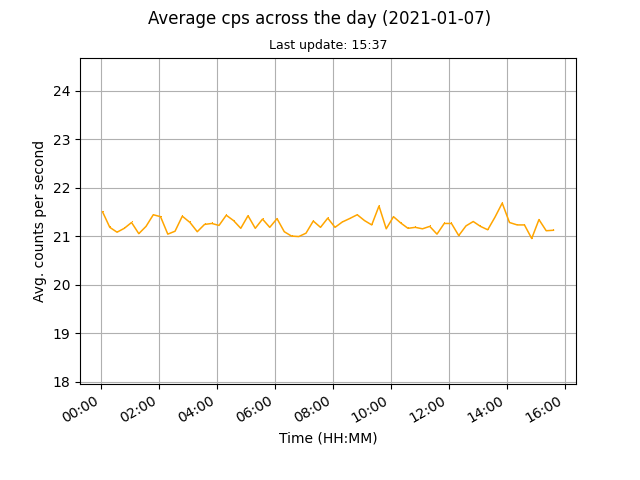 Average cps across the day (2021-01-07)
Last update: 15:37
24
23
22
21
20
19
18
Avg. counts per second
00:00 02:00 04:00 06:00 08:00 10:00 12:00 14:00 16:00
Time (HH:MM)